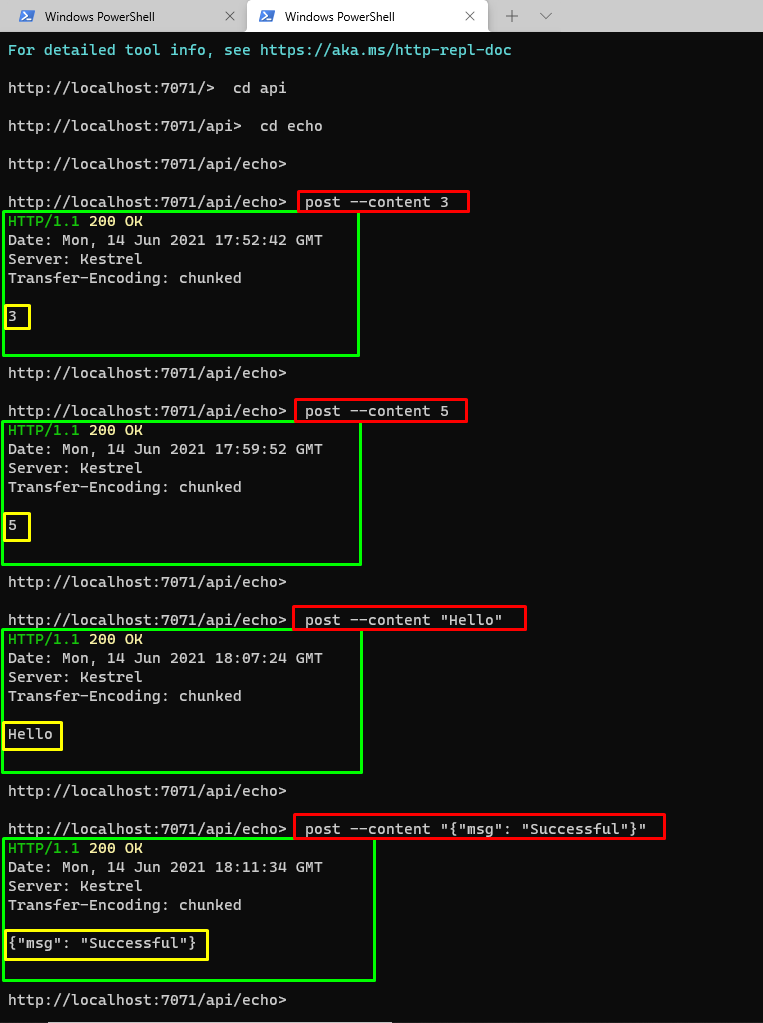 Windows PowerShell
Windows PowerShell
For detailed tool info, see https://aka.ms/http-repl-doc
http://localhost:7071/>  cd api
http://localhost:7071/api>  cd echo
http://localhost:7071/api/echo>
http://localhost:7071/api/echo>  post --content 3
HTTP/1.1 200 OK
Date: Mon, 14 Jun 2021 17:52:42 GMT
Server: Kestrel
Transfer-Encoding: chunked
3
http://localhost:7071/api/echo>
http://localhost:7071/api/echo>  post --content 5
HTTP/1.1 200 OK
Date: Mon, 14 Jun 2021 17:59:52 GMT
Server: Kestrel
Transfer-Encoding: chunked
5
http://localhost:7071/api/echo>
http://localhost:7071/api/echo>  post --content "Hello"
HTTP/1.1 200 OK
Date: Mon, 14 Jun 2021 18:07:24 GMT
Server: Kestrel
Transfer-Encoding: chunked
Hello
http://localhost:7071/api/echo>
http://localhost:7071/api/echo>  post --content "{"msg": "Successful"}"
HTTP/1.1 200 OK
Date: Mon, 14 Jun 2021 18:11:34 GMT
Server: Kestrel
Transfer-Encoding: chunked
{"msg": "Successful"}
http://localhost:7071/api/echo>